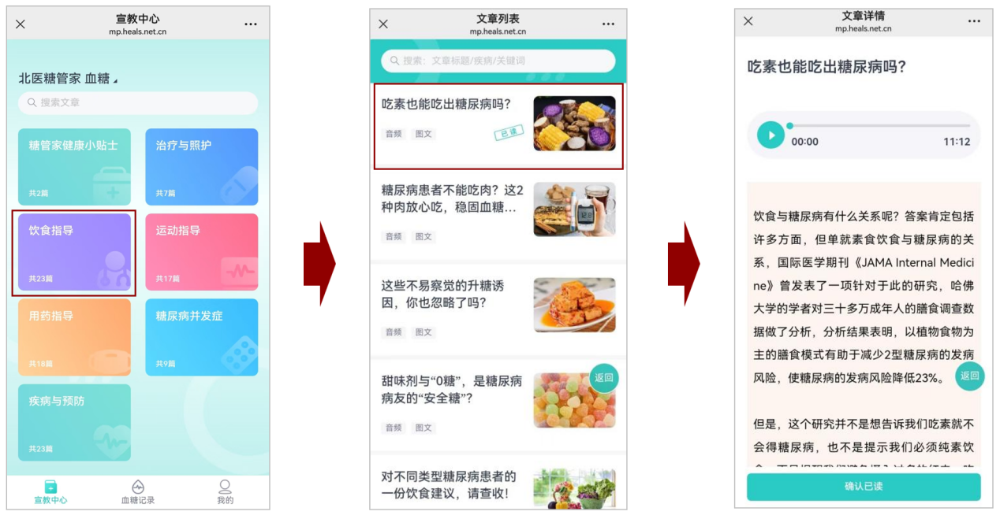 宣教中心
mp.heals.net.cn
北医糖管家 血糖
搜索文章
糖管家健康小贴士
共2篇
治疗与照护
共7篇
饮食指导
共23篇
运动指导
共17篇
用药指导
共18篇
糖尿病并发症
共9篇
疾病与预防
共23篇
宣教中心
血糖记录
我的
文章列表
mp.heals.net.cn
搜索：文章标题/疾病/关键词
吃素也能吃出糖尿病吗？
音频 图文
已读
糖尿病患者不能吃肉？这2
种肉放心吃，稳固血糖...
音频 图文
这些不易察觉的升糖诱
因，你也忽略了吗？
音频 图文
甜味剂与“0糖”，是糖尿病
病友的“安全糖”？
音频 图文
返回
对不同类型糖尿病患者的
一份饮食建议，请查收！
文章详情
mp.heals.net.cn
吃素也能吃出糖尿病吗？
00:00
11:12
饮食与糖尿病有什么关系呢？答案肯定包括
许多方面，但单就素食饮食与糖尿病的关
系，国际医学期刊《JAMA Internal Medici
ne》曾发表了一项针对于此的研究，哈佛
大学的学者对三十多万成年人的膳食调查数
据做了分析，分析结果表明，以植物食物为
主的膳食模式有助于减少2型糖尿病的发病
风险，使糖尿病的发病风险降低23%。
返回
但是，这个研究并不是想告诉我们吃素就不
会得糖尿病，也不是提示我们必须纯素饮
确认已读